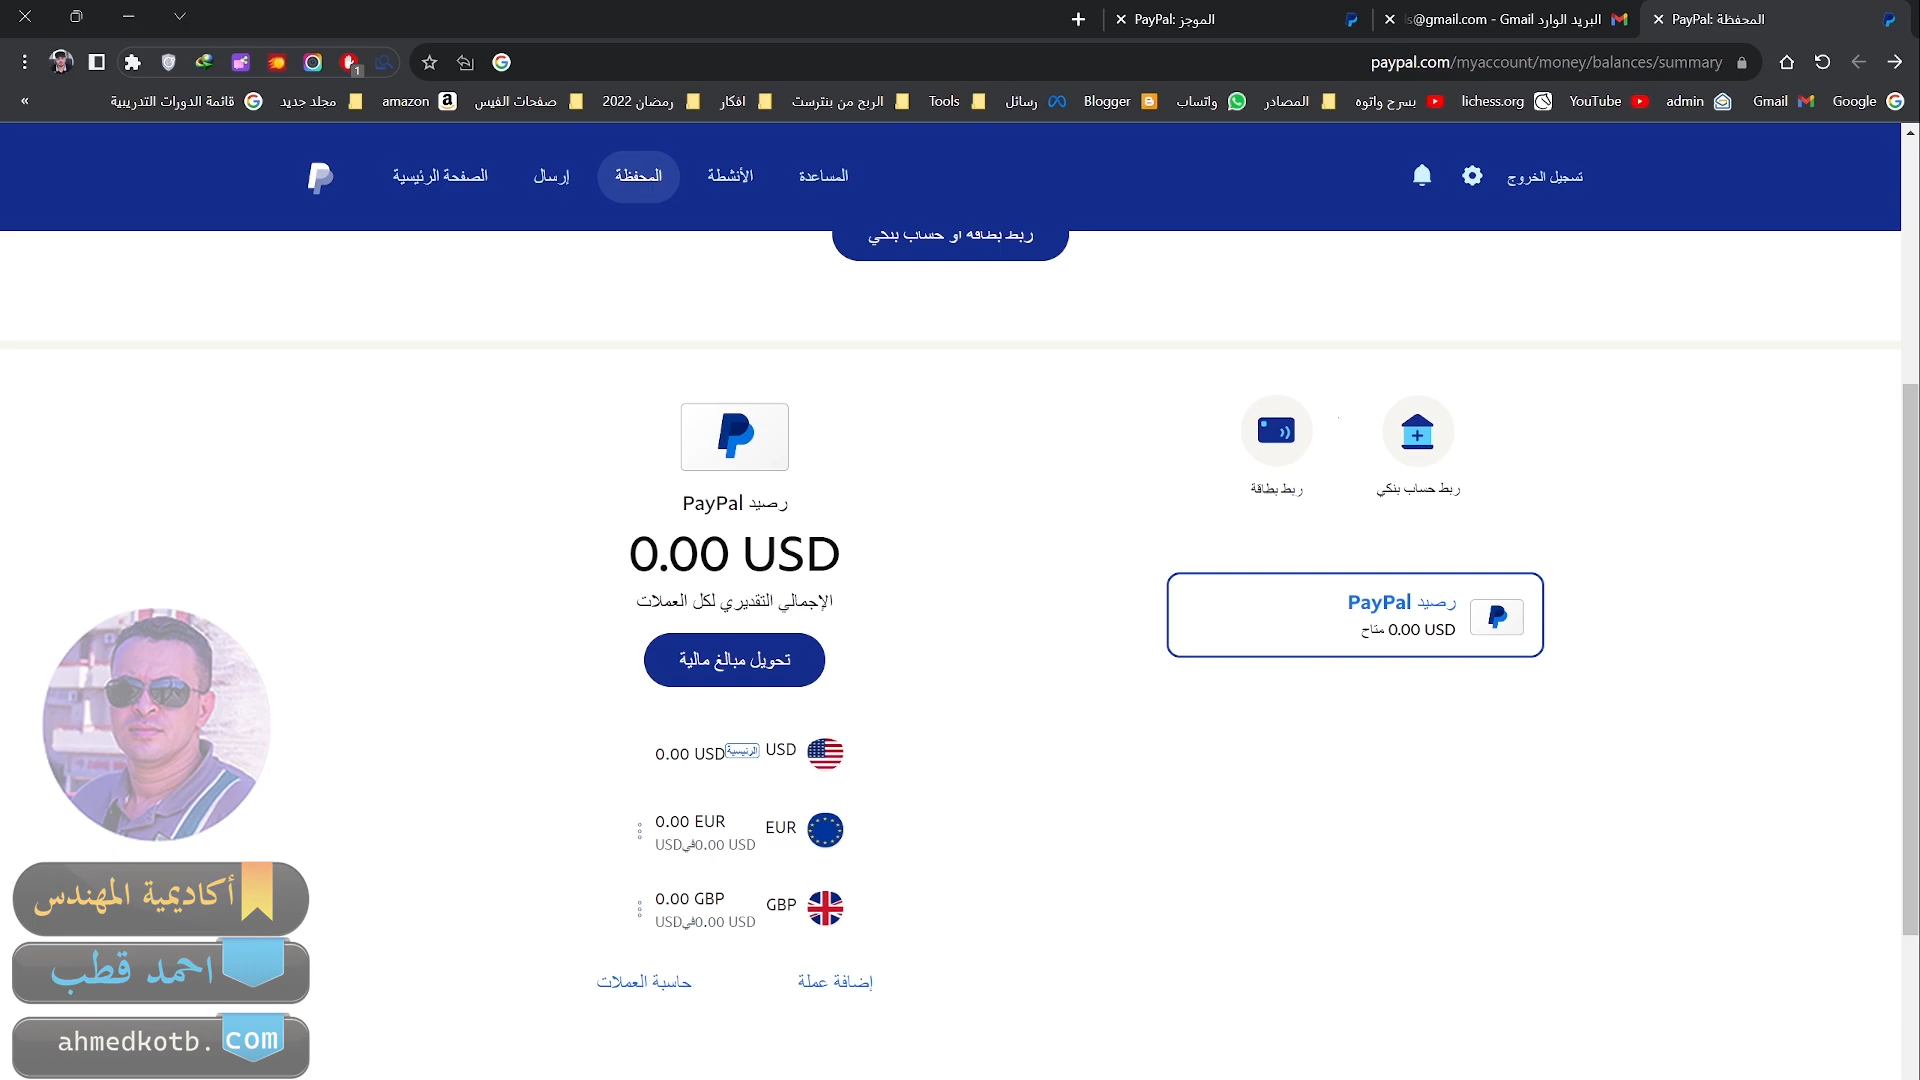 PayPal: المحفظة
s@gmail.com - Gmail البريد الوارد
PayPal: الموجز
paypal.com/myaccount/money/balances/summary
1
Google
Gmail
admin
YouTube
lichess.org
بسرح واتوه
المصادر
واتساب
Blogger
رسائل
Tools
الربح من بنترست
افكار
رمضان 2022
صفحات الفيس
amazon
مجلد جديد
قائمة الدورات التدريبية
«
الصفحة الرئيسية
إرسال
المحفظة
الأنشطة
المساعدة
تسجيل الخروج
ربط بطاقة أو حساب بنكي
ربط حساب بنكي
ربط بطاقة
رصيد PayPal
0.00 USD متاح
رصيد PayPal
0.00 USD
الإجمالي التقديري لكل العملات
تحويل مبالغ مالية
USD الرئيسية 0.00 USD
EUR 0.00 EUR
0.00 USDفيUSD
GBP 0.00 GBP
0.00 USDفيUSD
إضافة عملة
حاسبة العملات
أكاديمية المهندس
احمد قطب
ahmedkotb.com